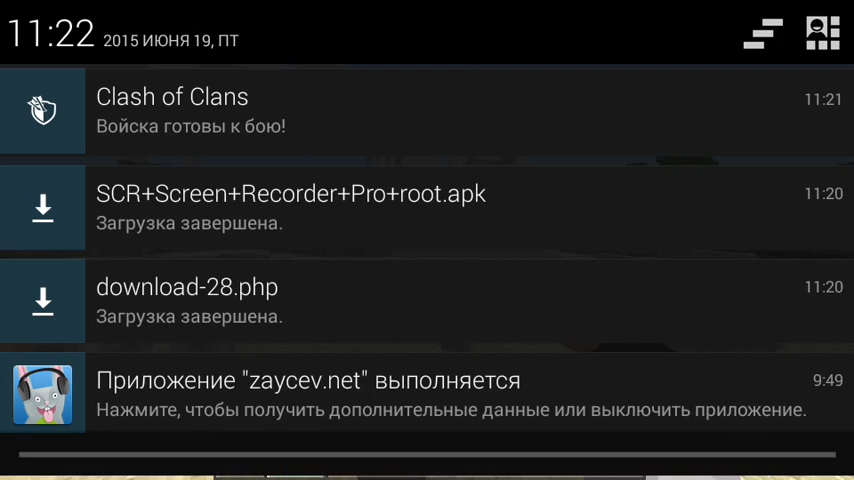 11:22 2015 ИЮНЯ 19, ПТ
Clash of Clans 11:21
Войска готовы к бою!
SCR+Screen+Recorder+Pro+root.apk 11:20
Загрузка завершена.
download-28.php 11:20
Загрузка завершена.
Приложение "zaycev.net" выполняется 9:49
Нажмите, чтобы получить дополнительные данные или выключить приложение.